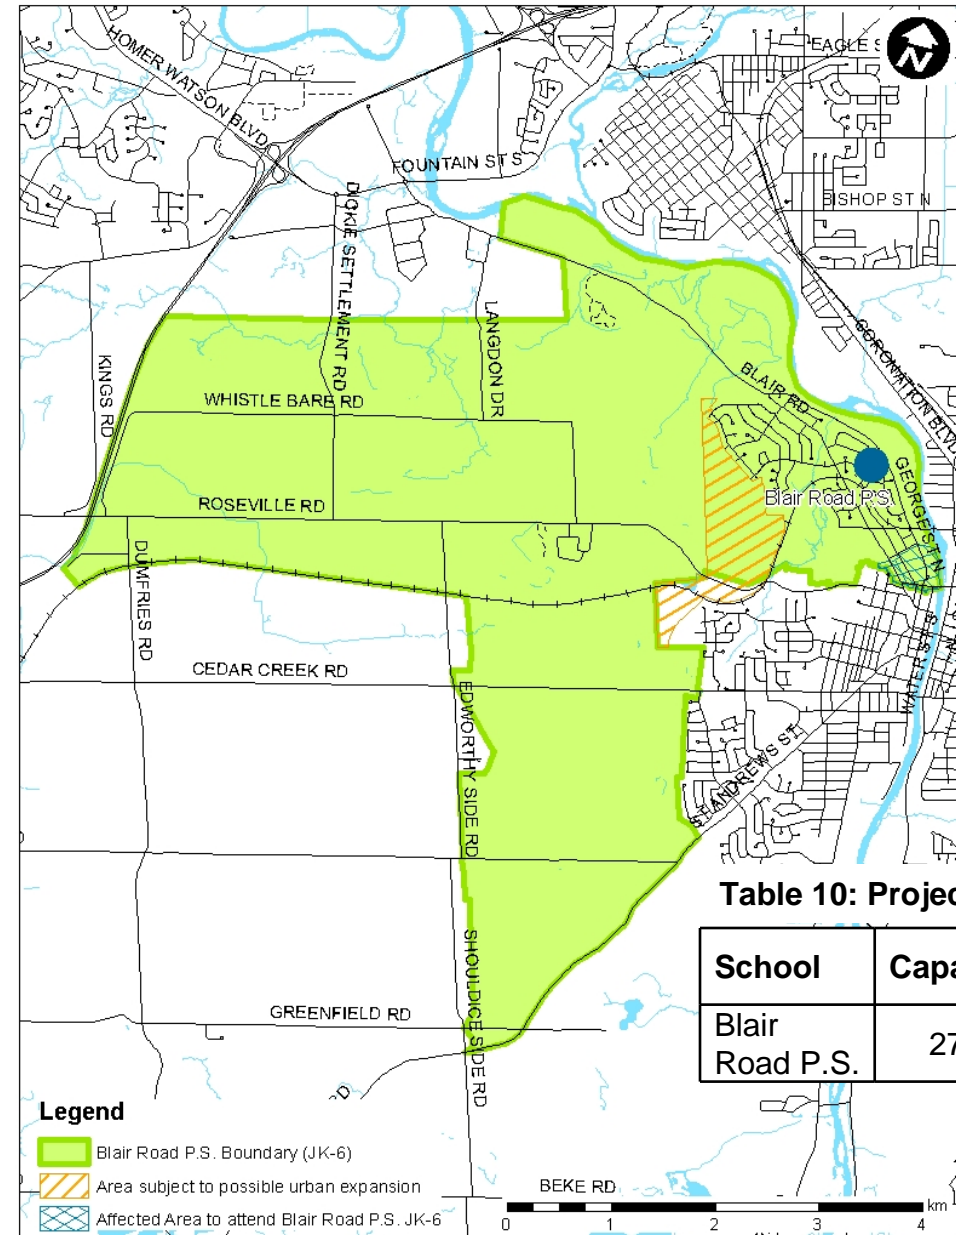 HOMER WATSON BLVD
EAGLE S
N
FOUNTAIN ST S
BISHOP ST N
DICKIE SETTLEMENT RD
LANGDON DR
CORONATION BLVD
KINGS RD
WHISTLE BARE RD
BLAIR RD
GEORGE ST N
Blair Road P.S.
ROSEVILLE RD
DUMFRIES RD
CEDAR CREEK RD
EDWORTHY SIDE RD
WATER ST S
ST ANDREWS ST
SHOULDICE SIDE RD
GREENFIELD RD
RD
BEKE RD
Table 10: Projec
School Capa
Blair
Road P.S. 27
Legend
Blair Road P.S. Boundary (JK-6)
Area subject to possible urban expansion
Affected Area to attend Blair Road P.S. JK-6
km
0 1 2 3 4